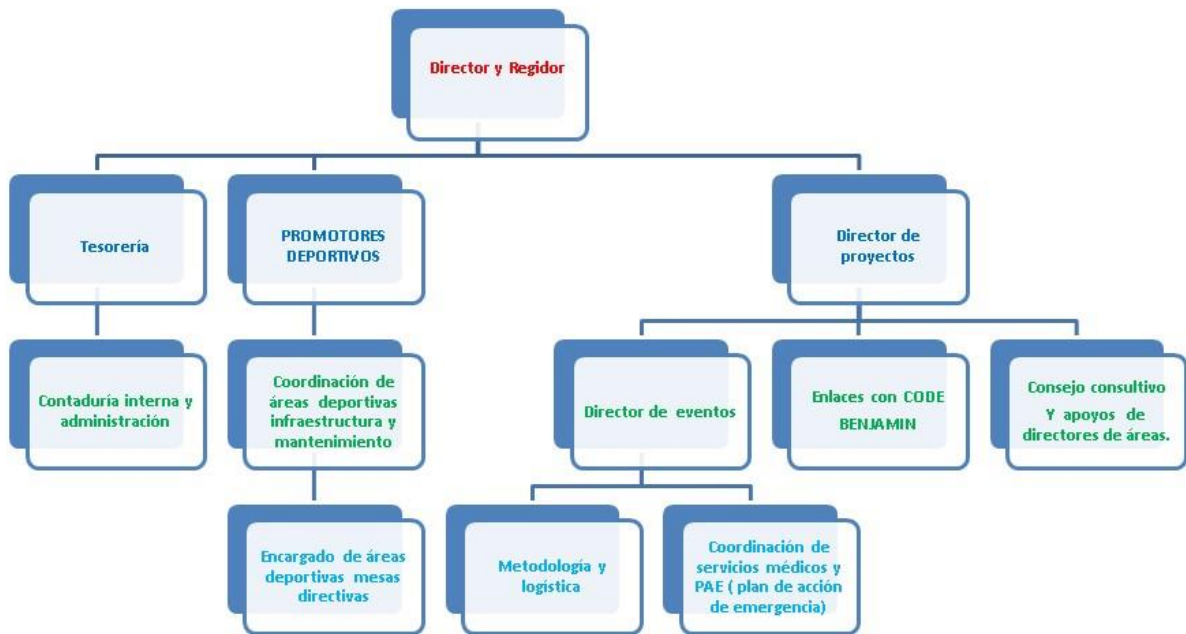 Director y Regidor
Tesorería
PROMOTORES
DEPORTIVOS
Director de
proyectos
Contaduría interna y
administración
Coordinación de
áreas deportivas
infraestructura y
mantenimiento
Director de eventos
Enlaces con CODE
BENJAMIN
Consejo consultivo
Y apoyos de
directores de áreas.
Encargado de áreas
deportivas mesas
directivas
Metodología y
logística
Coordinación de
servicios médicos y
PAE ( plan de acción
de emergencia)